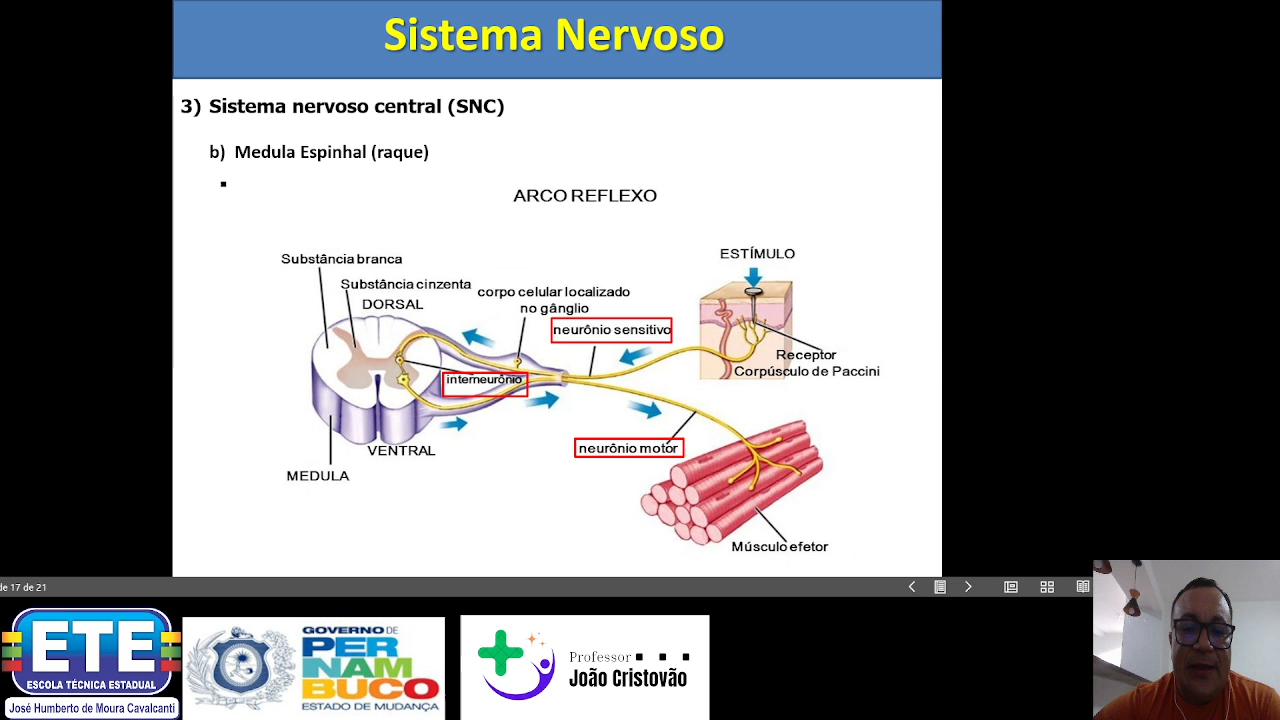 Sistema Nervoso
3) Sistema nervoso central (SNC)
b) Medula Espinhal (raque)
ARCO REFLEXO
ESTÍMULO
Substância branca
Substância cinzenta
DORSAL
corpo celular localizado
no gânglio
neurônio sensitivo
Receptor
Corpúsculo de Paccini
interneurônio
neurônio motor
VENTRAL
MEDULA
Músculo efetor
de 17 de 21
ETE
ESCOLA TÉCNICA ESTADUAL
José Humberto de Moura Cavalcanti
GOVERNO DE
PER
NAM
BUCO
ESTADO DE MUDANÇA
Professor
João Cristovão